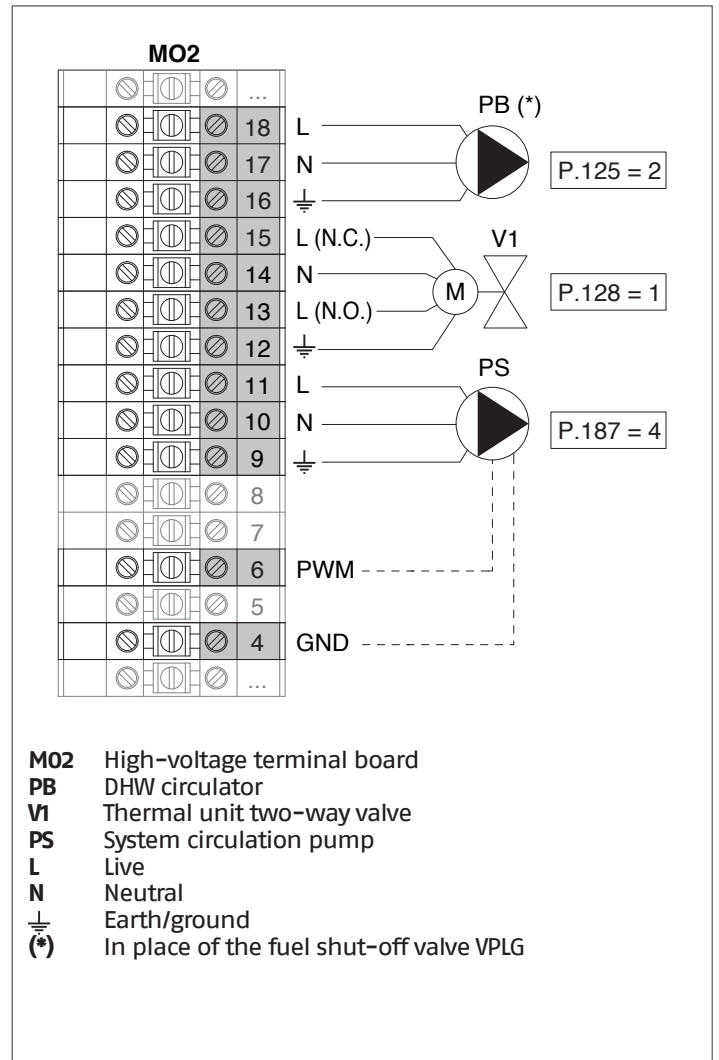 MO2
...
18 L PB (*)
17 N P.125 = 2
16 ⏚
15 L (N.C.) V1
14 N M P.128 = 1
13 L (N.O.)
12 ⏚
11 L PS
10 N P.187 = 4
9 ⏚
8
7
6 PWM
5
4 GND
...
M02 High-voltage terminal board
PB DHW circulator
V1 Thermal unit two-way valve
PS System circulation pump
L Live
N Neutral
⏚ Earth/ground
(*) In place of the fuel shut-off valve VPLG